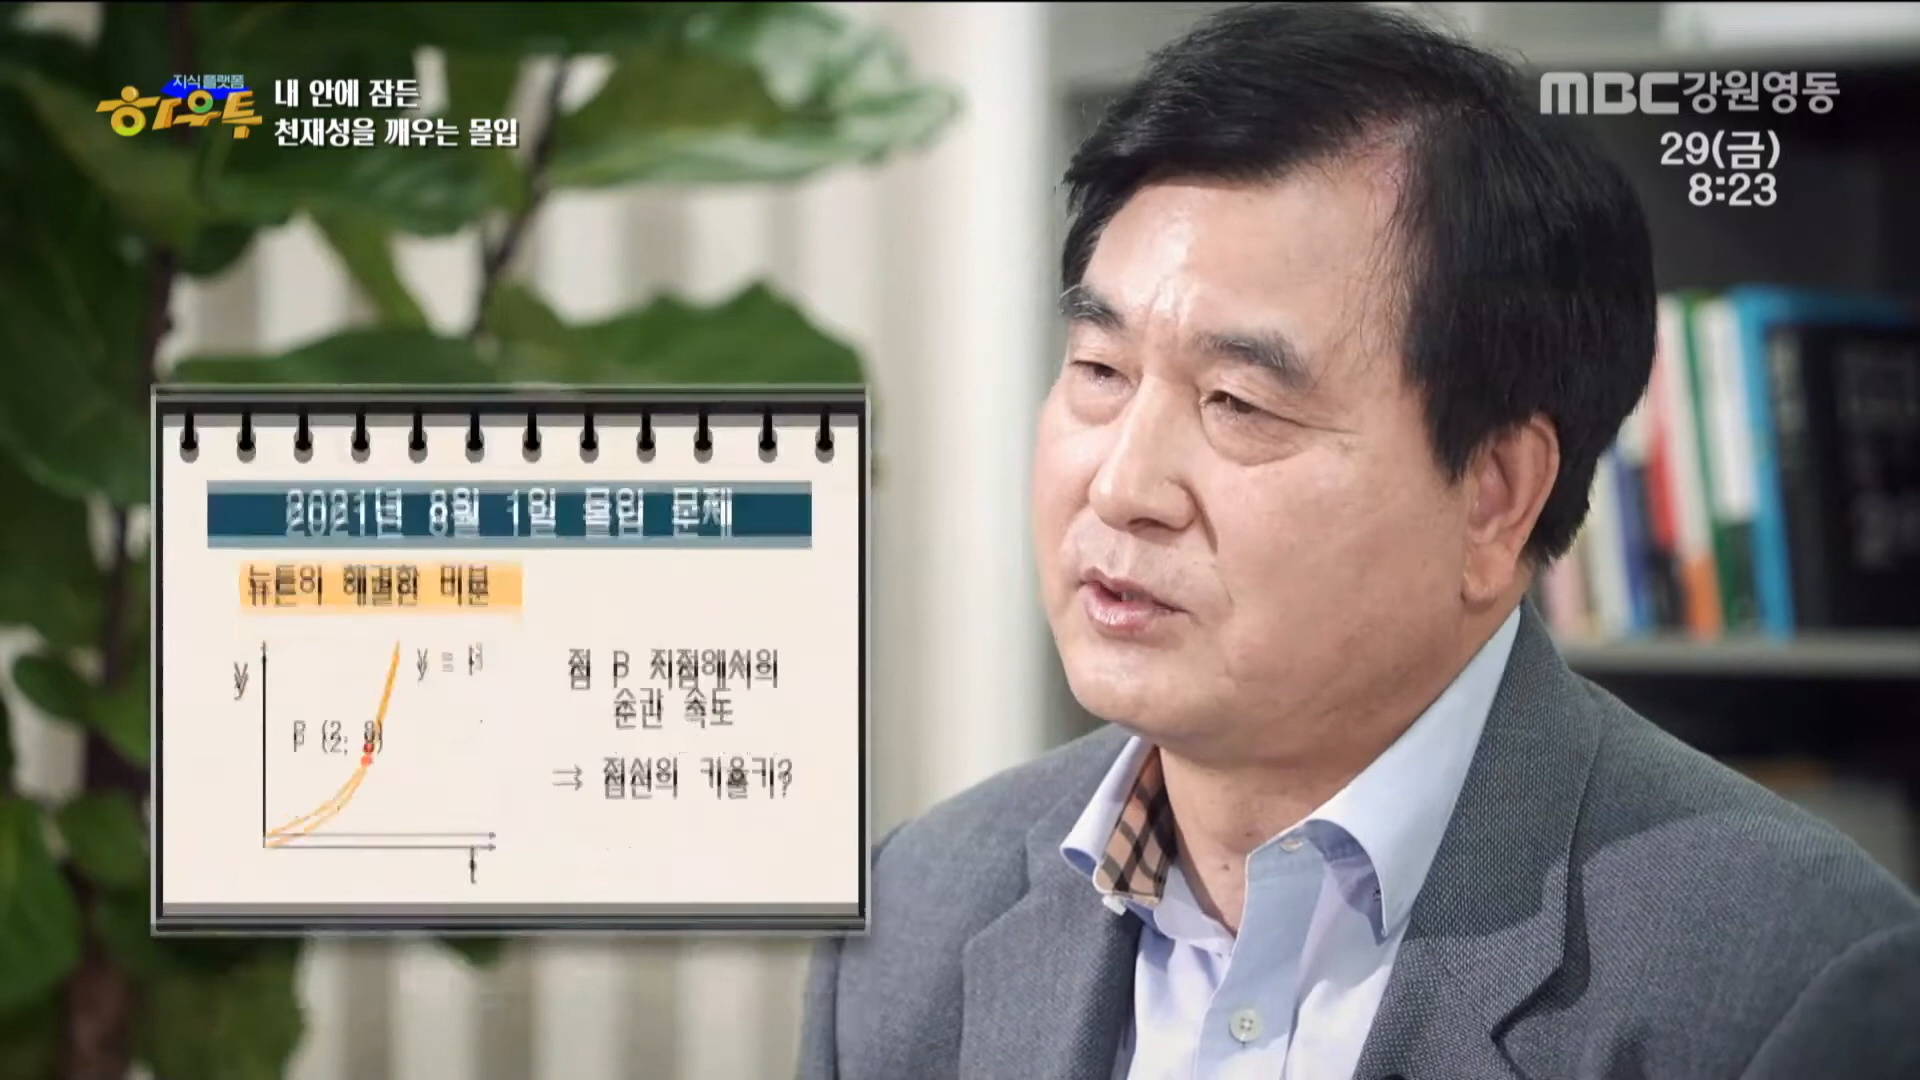 지식 플랫폼
하우투
내 안에 잠든
천재성을 깨우는 몰입
MBC강원영동
29(금)
8:23
2021년 8월 1일 몰입 문제
뉴튼이 해결한 미분
y
y =
P (2, 8)
t
점 P 지점에서의
순간 속도
⇒ 접선의 기울기?